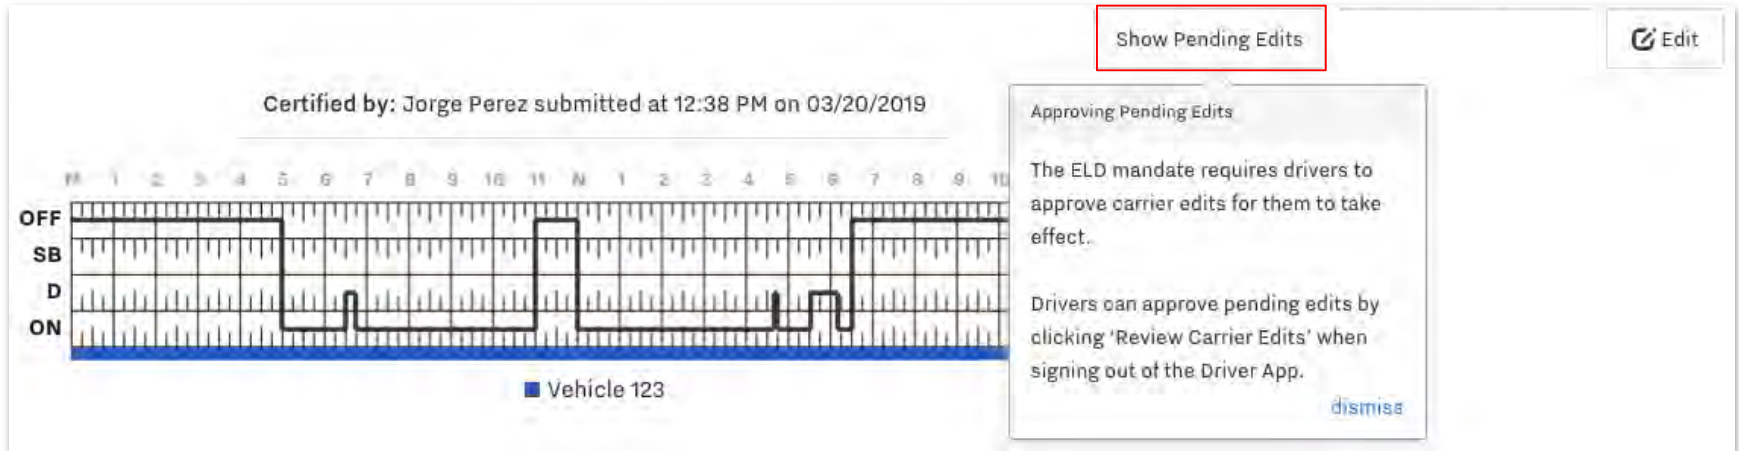 Show Pending Edits
Edit
Certified by: Jorge Perez submitted at 12:38 PM on 03/20/2019
Approving Pending Edits
The ELD mandate requires drivers to
approve carrier edits for them to take
effect.
Drivers can approve pending edits by
clicking ‘Review Carrier Edits’ when
signing out of the Driver App.
dismiss
M 1 2 3 4 5 6 7 8 9 10 11 N 1 2 3 4 5 6 7 8 9 10
OFF
SB
D
ON
Vehicle 123